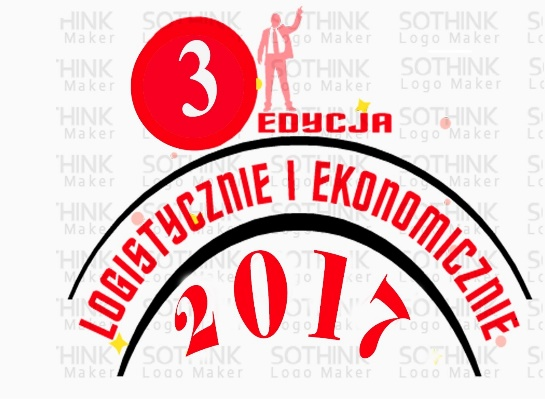 3
EDYCJA
LOGISTYCZNIE I EKONOMICZNIE
2017
SOTHINK
Logo Maker